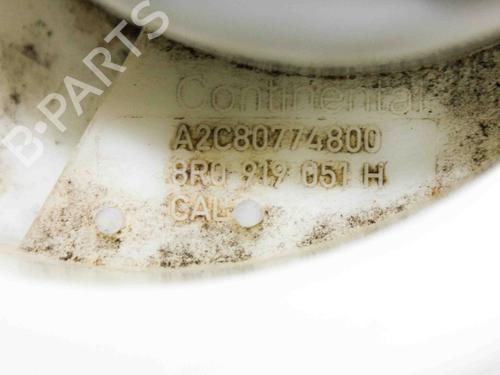 B-PARTS
Continental
A2C80774800
8R0 919 051 H
CAL